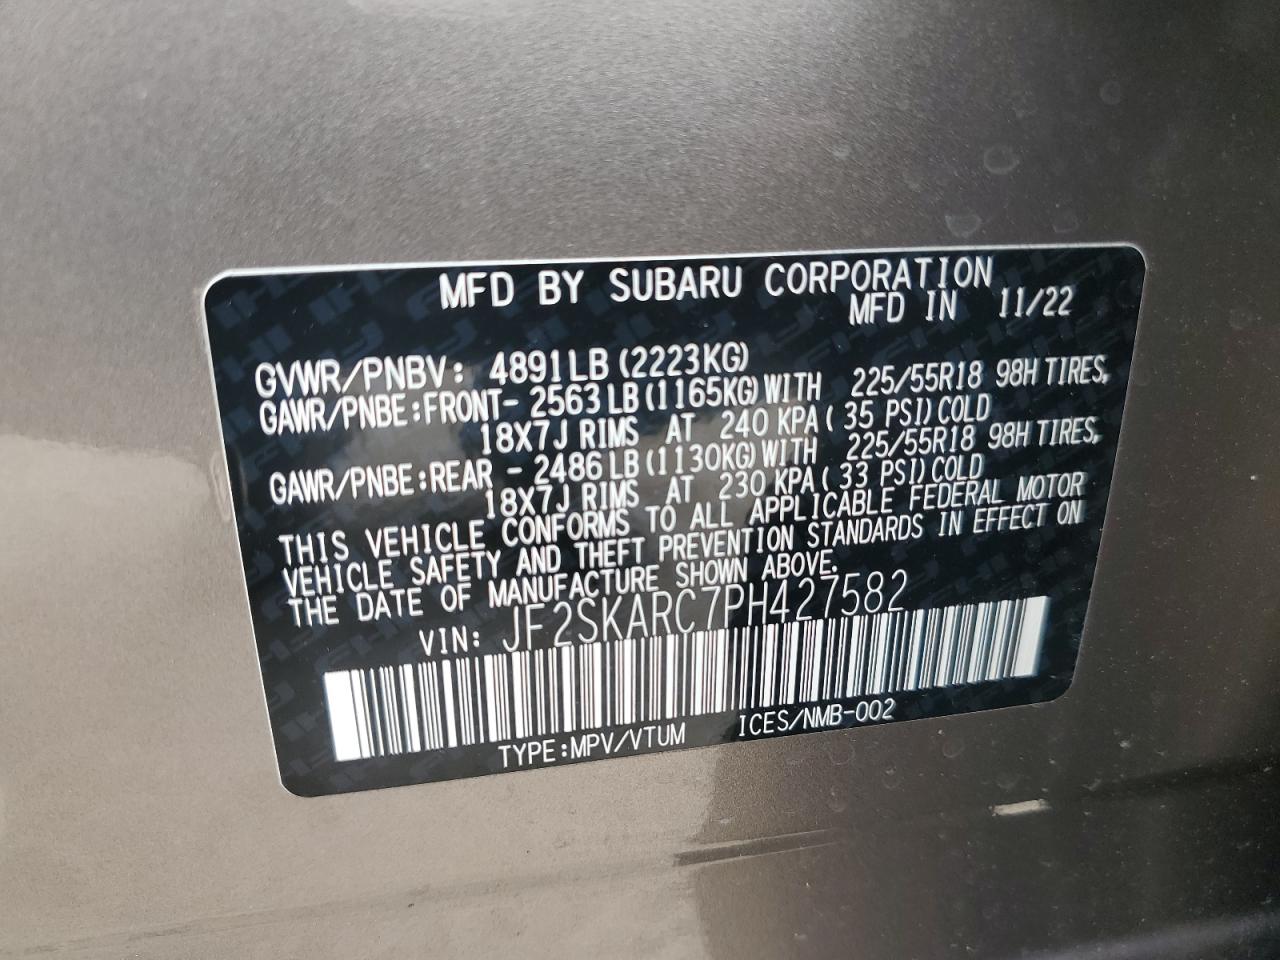 MFD BY SUBARU CORPORATION
MFD IN 11/22
GVWR/PNBV: 4891LB (2223KG)
GAWR/PNBE:FRONT- 2563LB(1165KG)WITH 225/55R18 98H TIRES,
18X7J RIMS AT 240 KPA( 35 PSI)COLD
GAWR/PNBE:REAR - 2486LB(1130KG)WITH 225/55R18 98H TIRES,
18X7J RIMS AT 230 KPA( 33 PSI)COLD
THIS VEHICLE CONFORMS TO ALL APPLICABLE FEDERAL MOTOR
VEHICLE SAFETY AND THEFT PREVENTION STANDARDS IN EFFECT ON
THE DATE OF MANUFACTURE SHOWN ABOVE.
VIN: JF2SKARC7PH427582
TYPE:MPV/VTUM ICES/NMB-002